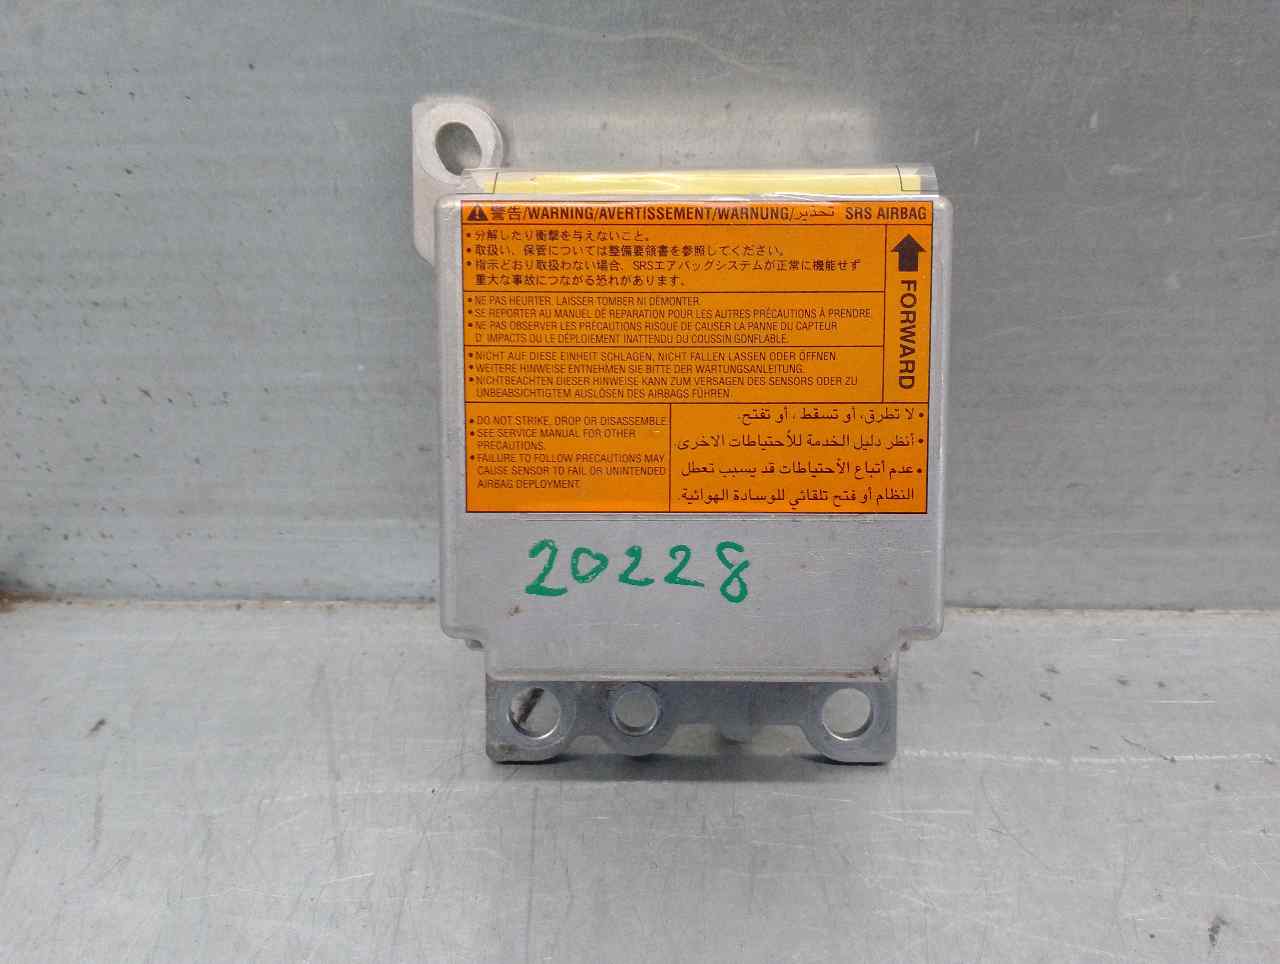 警告/WARNING/AVERTISSEMENT/WARNUNG/تحذير SRS AIRBAG
• 分解したり衝撃を与えないこと。
• 取扱い、保管については整備要領書を参照してください。
• 指示どおり取扱わない場合、SRSエアバッグシステムが正常に機能せず
重大な事故につながる恐れがあります。
FORWARD
• NE PAS HEURTER, LAISSER TOMBER NI DÉMONTER.
• SE REPORTER AU MANUEL DE RÉPARATION POUR LES AUTRES PRÉCAUTIONS À PRENDRE.
• NE PAS OBSERVER LES PRÉCAUTIONS RISQUE DE CAUSER LA PANNE DU CAPTEUR
D' IMPACTS OU LE DÉPLOIEMENT INATTENDU DU COUSSIN GONFLABLE.
• NICHT AUF DIESE EINHEIT SCHLAGEN, NICHT FALLEN LASSEN ODER ÖFFNEN.
• WEITERE HINWEISE ENTNEHMEN SIE BITTE DER WARTUNGSANLEITUNG.
• NICHTBEACHTEN DIESER HINWEISE KANN ZUM VERSAGEN DES SENSORS ODER ZU
UNBEABSICHTIGTEM AUSLÖSEN DES AIRBAGS FÜHREN.
• DO NOT STRIKE, DROP OR DISASSEMBLE.
• SEE SERVICE MANUAL FOR OTHER
PRECAUTIONS.
• FAILURE TO FOLLOW PRECAUTIONS MAY
CAUSE SENSOR TO FAIL OR UNINTENDED
AIRBAG DEPLOYMENT.
• لا تطرق، أو تسقط ، أو تفتح.
• أنظر دليل الخدمة للأحتياطات الاخرى.
• عدم أتباع الأحتياطات قد يسبب تعطل
النظام أو فتح تلقائي للوسادة الهوائية.
20228